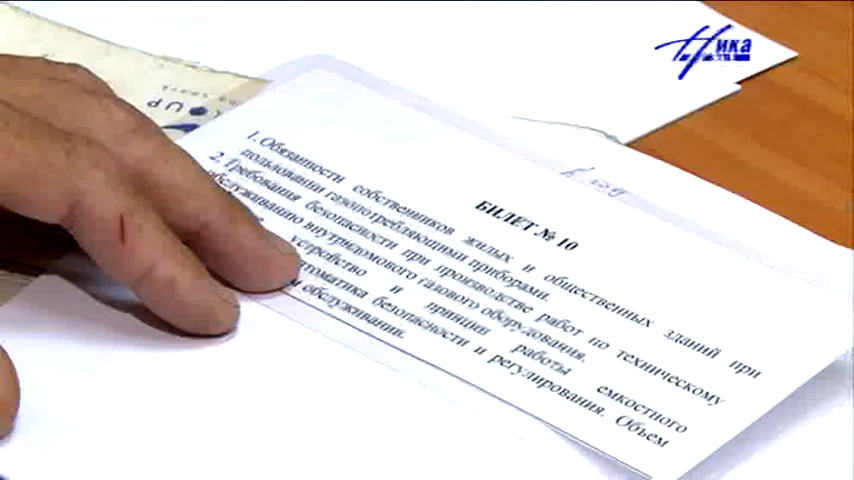 Ника
БИЛЕТ № 10
1. Обязанности собственников жилых и общественных зданий при
пользовании газопотребляющими приборами.
2. Требования безопасности при производстве работ по техническому
обслуживанию внутридомового газового оборудования.
устройство и принцип работы емкостного
автоматика безопасности и регулирования. Объем
обслуживании.